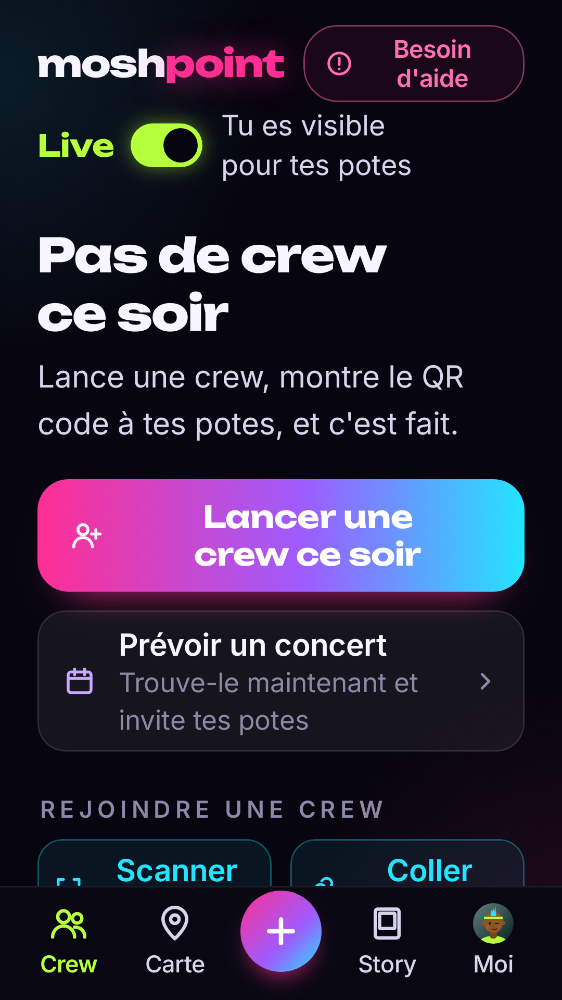 moshpoint
Besoin
d'aide
Live
Tu es visible
pour tes potes
Pas de crew
ce soir
Lance une crew, montre le QR
code à tes potes, et c'est fait.
Lancer une
crew ce soir
Prévoir un concert
Trouve-le maintenant et
invite tes potes
REJOINDRE UNE CREW
Scanner
Coller
Crew
Carte
Story
Moi